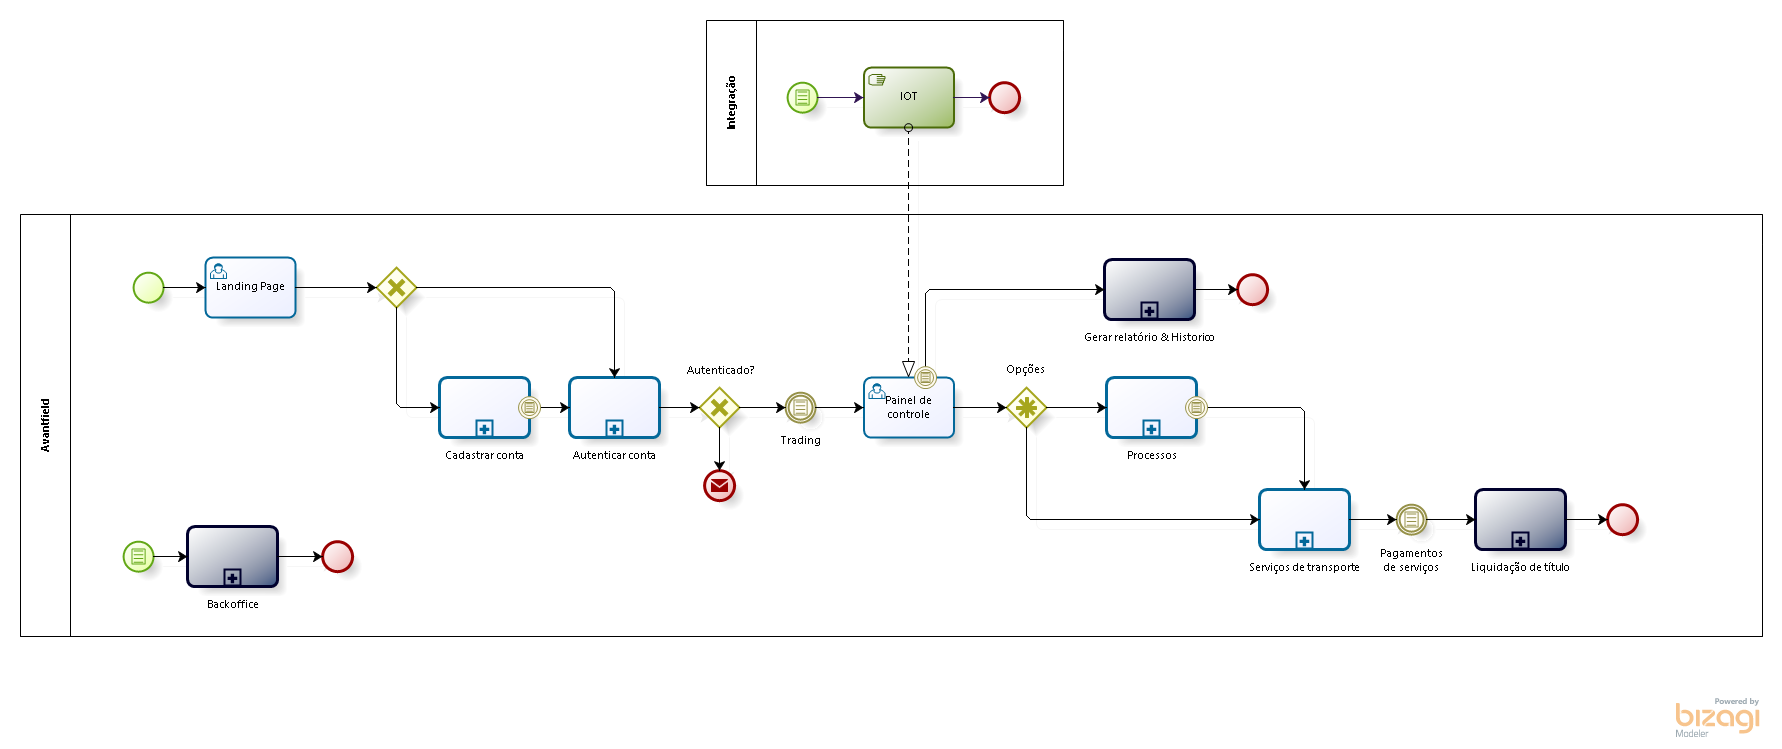 Integração
IOT
Avantfield
Landing Page
Gerar relatório & Historico
Autenticado?
Opções
Painel de
controle
Trading
Cadastrar conta
Autenticar conta
Processos
Serviços de transporte
Pagamentos
de serviços
Liquidação de título
Backoffice
Powered by
bizagi
Modeler